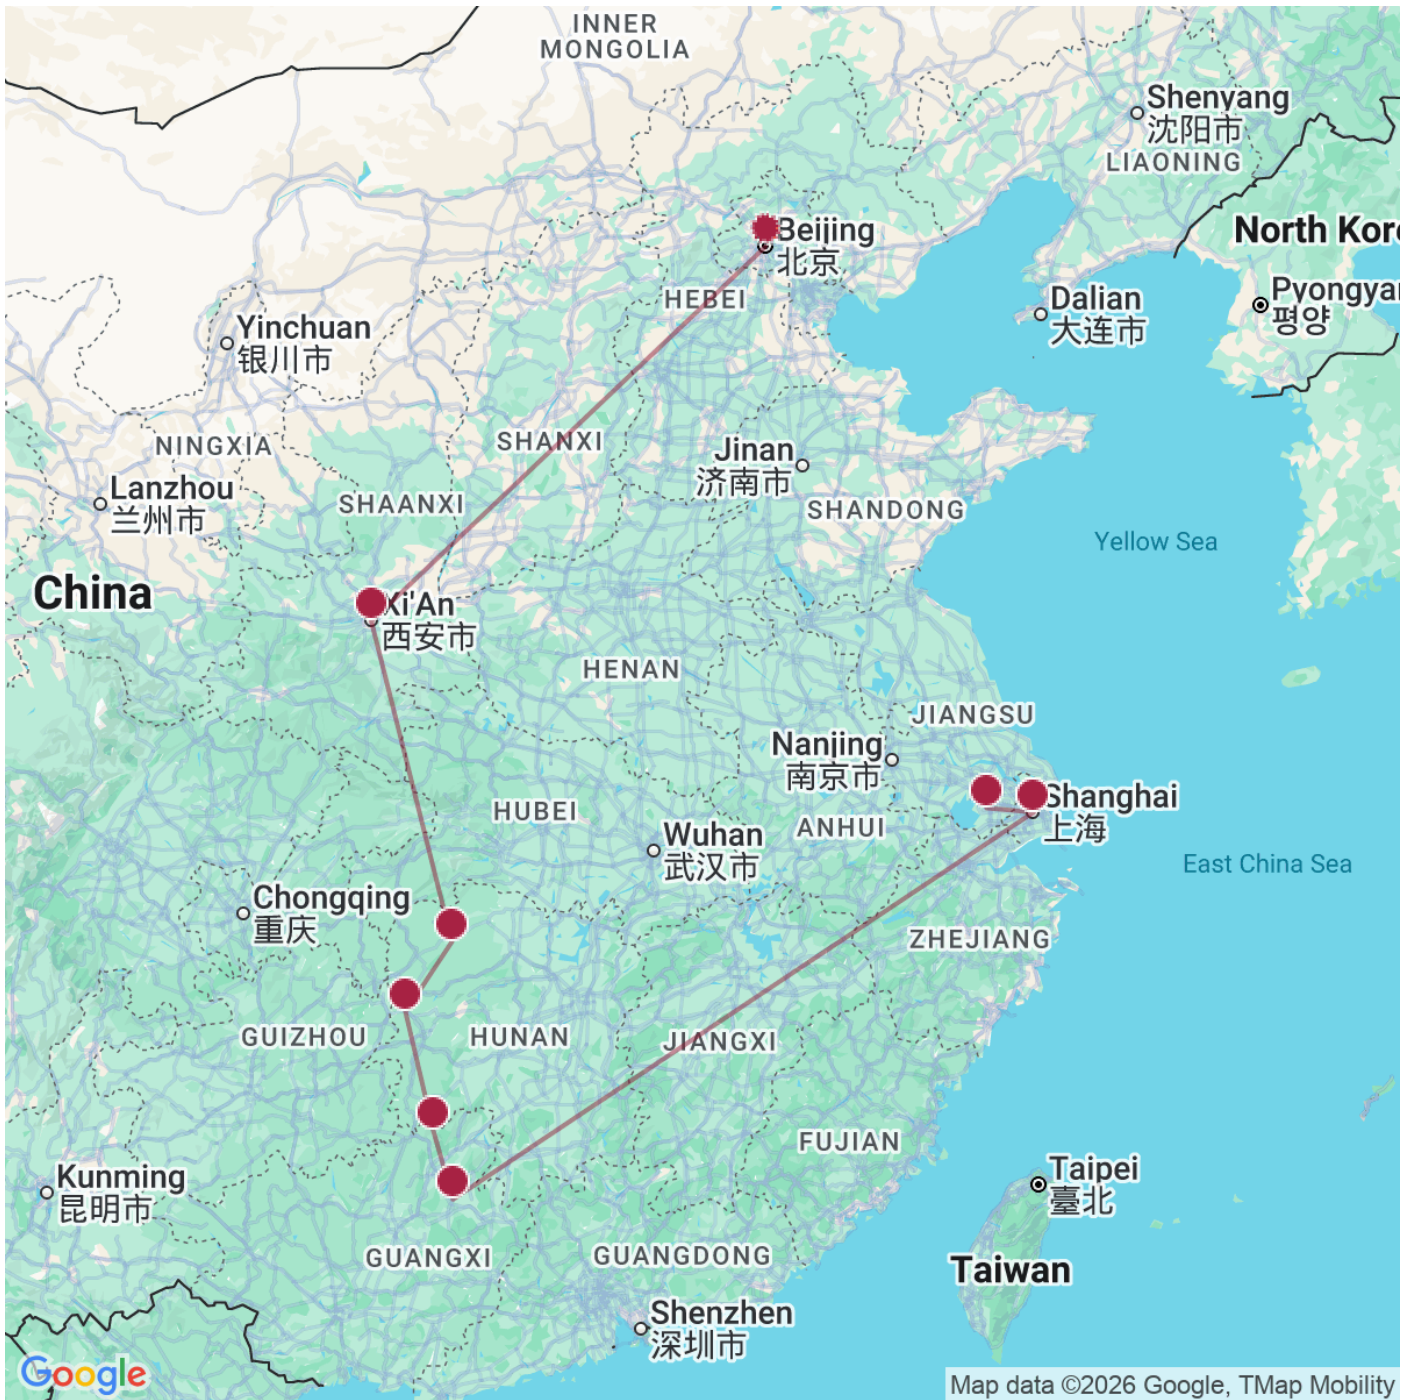 INNER
MONGOLIA
Shenyang
沈阳市
LIAONING
Beijing
北京
North Kor
HEBEI
Dalian
大连市
Pyongya
평양
Yinchuan
银川市
NINGXIA
SHANXI
Jinan
济南市
Lanzhou
兰州市
SHAANXI
SHANDONG
Yellow Sea
China
Xi'An
西安市
HENAN
JIANGSU
Nanjing
南京市
Shanghai
上海
HUBEI
ANHUI
Wuhan
武汉市
East China Sea
Chongqing
重庆
ZHEJIANG
GUIZHOU
HUNAN
JIANGXI
FUJIAN
Kunming
昆明市
Taipei
臺北
GUANGXI
GUANGDONG
Taiwan
Shenzhen
深圳市
Google
Map data ©2026 Google, TMap Mobility